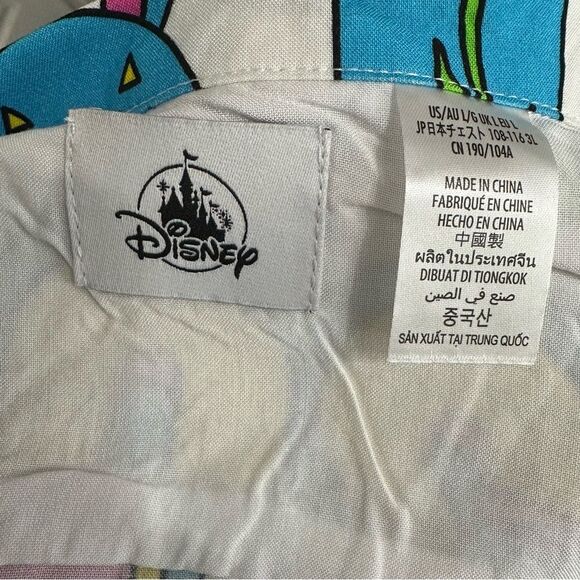 Disney
US/AU L/G UK L EU L
JP日本チェスト 108-116 3L
CN 190/104A
MADE IN CHINA
FABRIQUÉ EN CHINE
HECHO EN CHINA
中國製
ผลิตในประเทศจีน
DIBUAT DI TIONGKOK
صنع في الصين
중국산
SẢN XUẤT TẠI TRUNG QUỐC